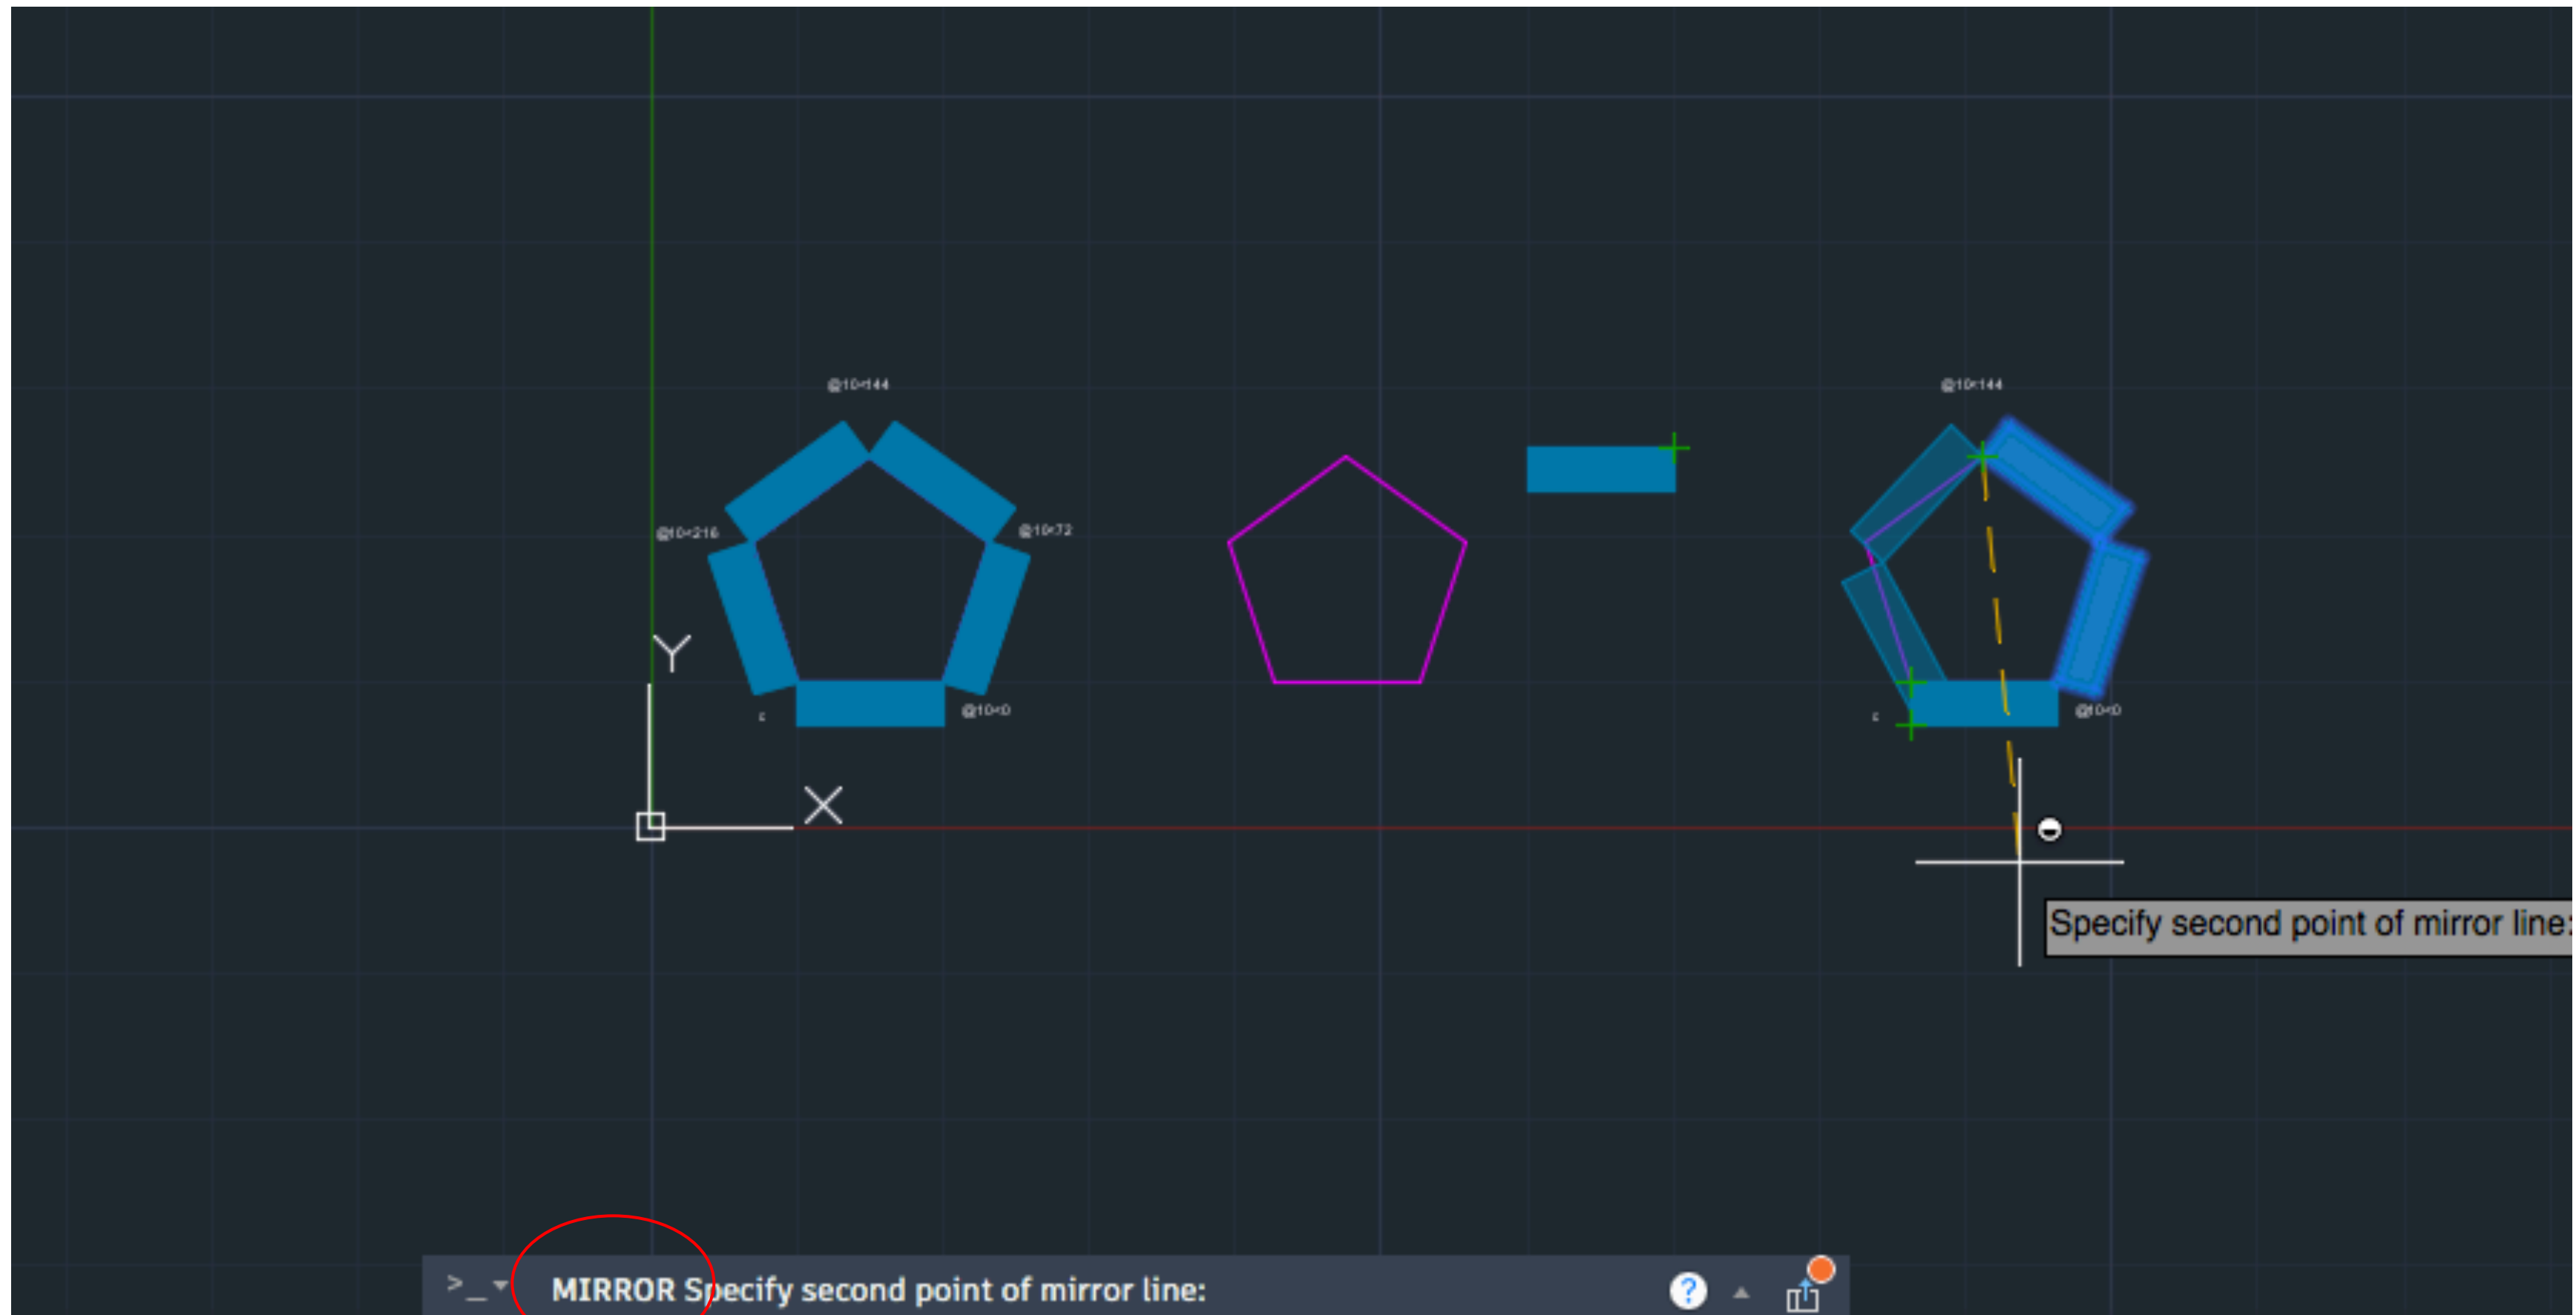 @10<144
@10<144
@10<216
@10<72
Y
c
@10<0
c
@10<0
X
Specify second point of mirror line:
>_ MIRROR Specify second point of mirror line:
?